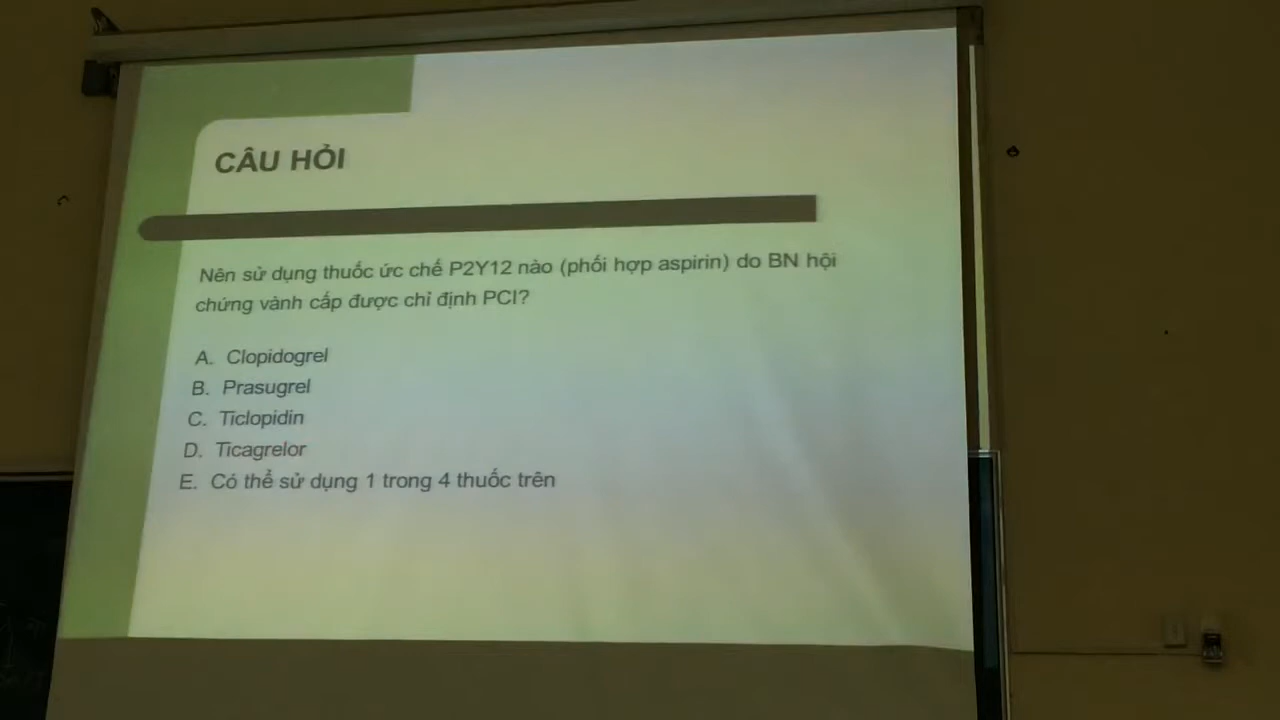 CÂU HỎI
Nên sử dụng thuốc ức chế P2Y12 nào (phối hợp aspirin) do BN hội
chứng vành cấp được chỉ định PCI?
A. Clopidogrel
B. Prasugrel
C. Ticlopidin
D. Ticagrelor
E. Có thể sử dụng 1 trong 4 thuốc trên